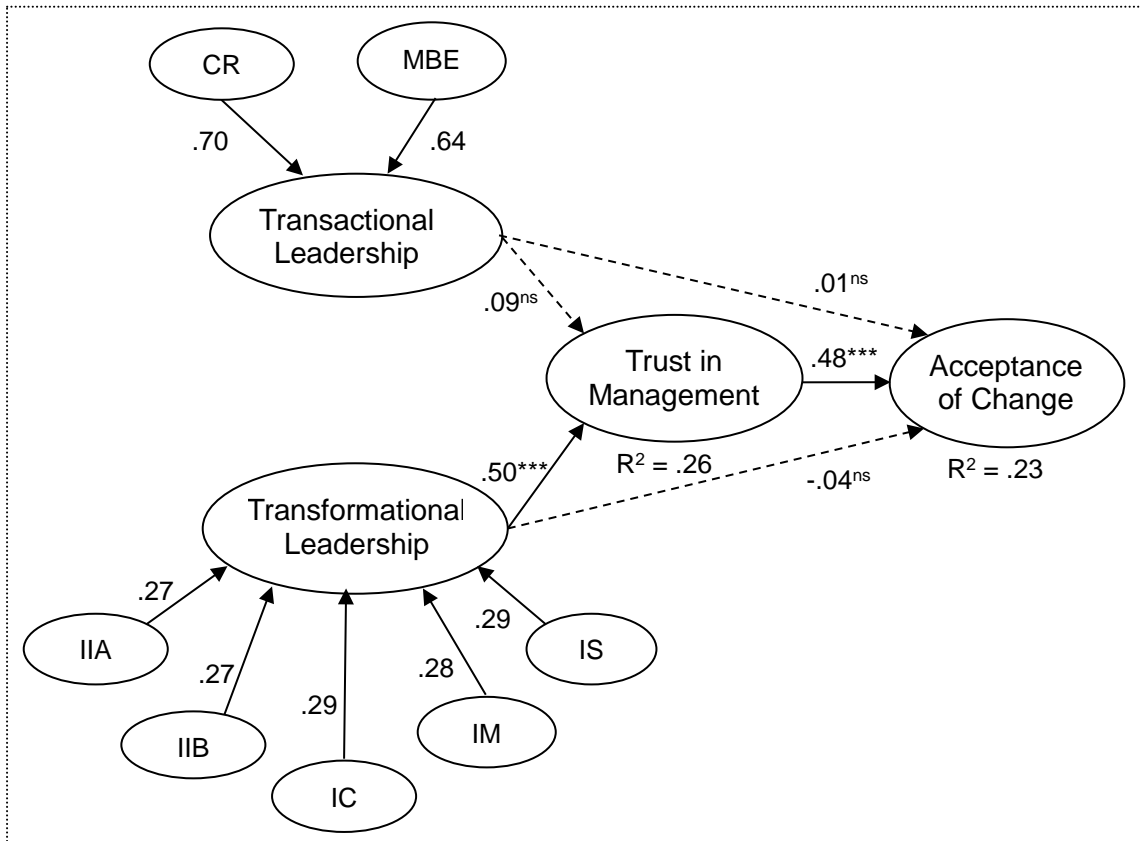 CR
MBE
.70
.64
Transactional
Leadership
.09ns
.01ns
Trust in
Management
.48***
Acceptance
of Change
R2 = .26
R2 = .23
.50***
-.04ns
Transformational
Leadership
.27
.27
.29
.28
.29
IIA
IIB
IC
IM
IS